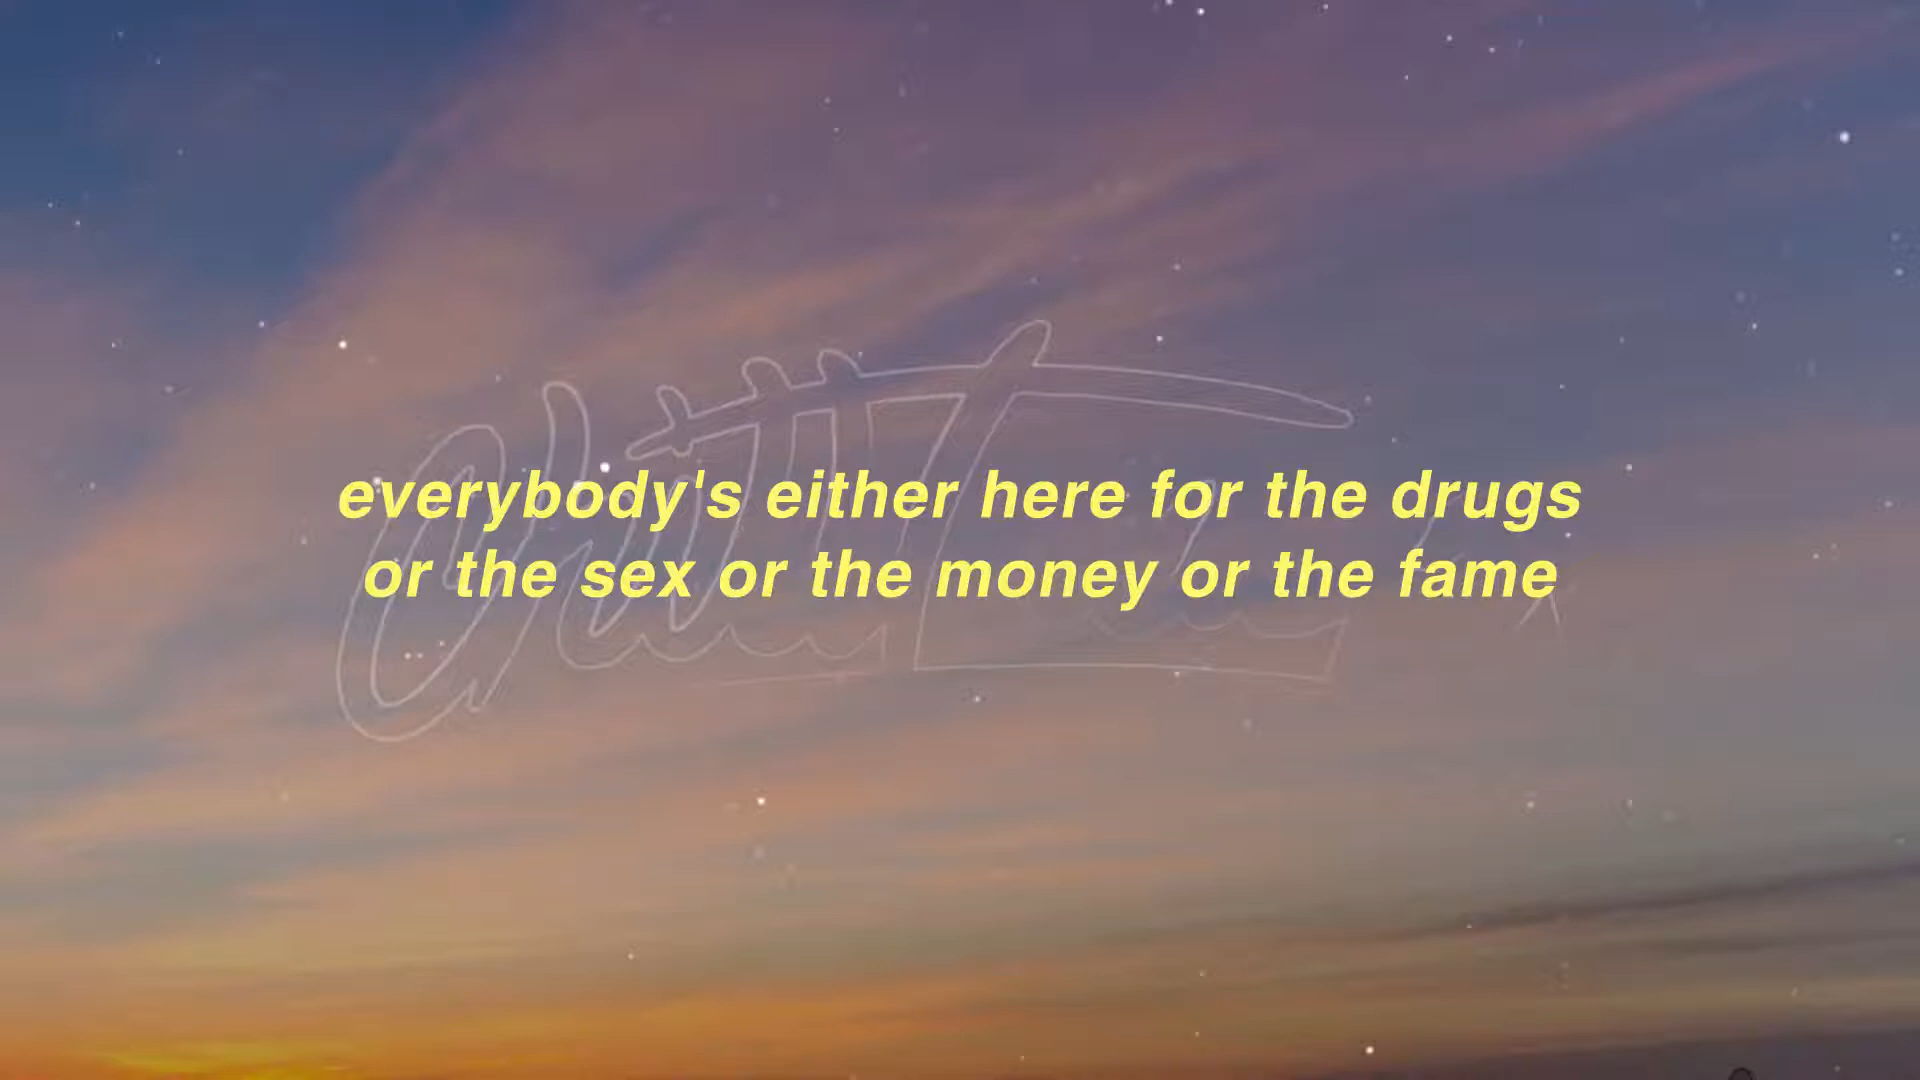 everybody's either here for the drugs
or the sex or the money or the fame